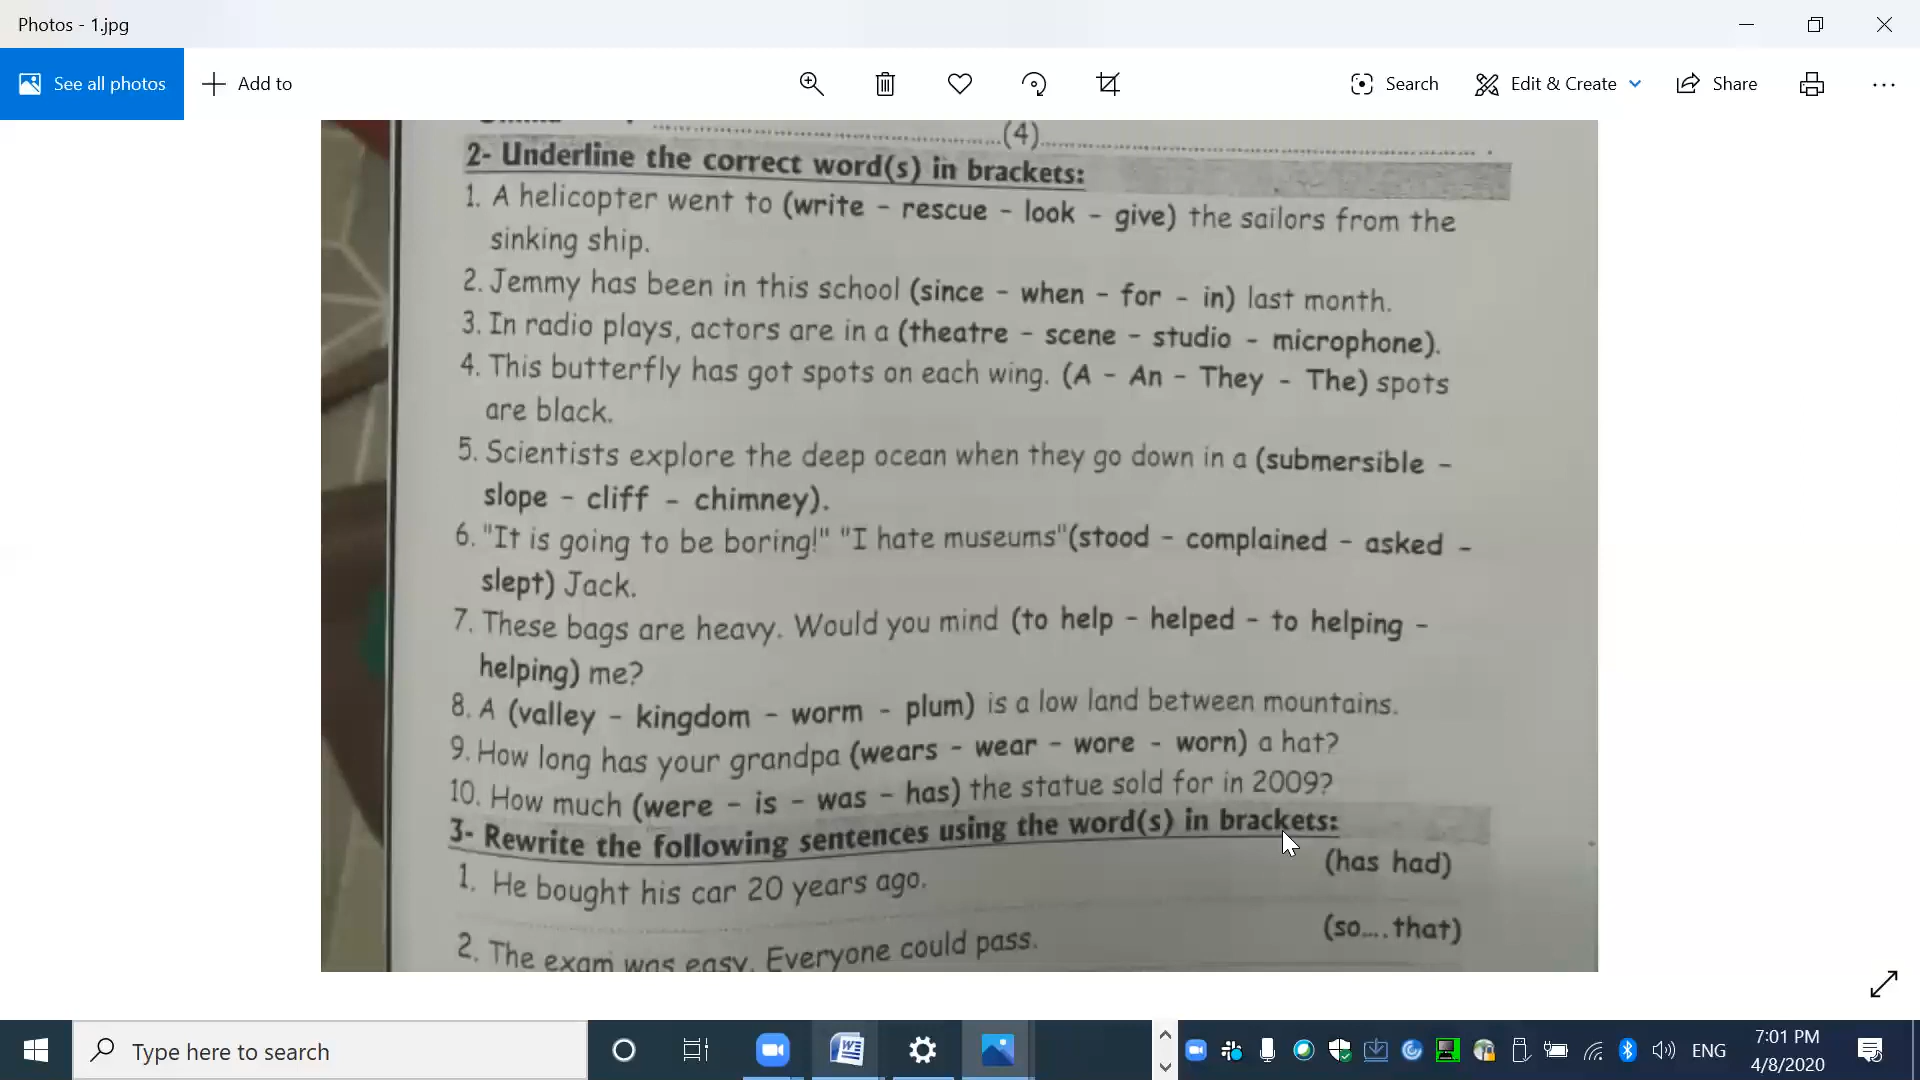 Photos - 1.jpg
See all photos
Add to
Search
Edit & Create
Share
(4)
2- Underline the correct word(s) in brackets:
1. A helicopter went to (write - rescue - look - give) the sailors from the
sinking ship.
2. Jemmy has been in this school (since - when - for - in) last month.
3. In radio plays, actors are in a (theatre - scene - studio - microphone).
4. This butterfly has got spots on each wing. (A - An - They - The) spots
are black.
5. Scientists explore the deep ocean when they go down in a (submersible -
slope - cliff - chimney).
6. "It is going to be boring!" "I hate museums"(stood - complained - asked -
slept) Jack.
7. These bags are heavy. Would you mind (to help - helped - to helping -
helping) me?
8. A (valley - kingdom - worm - plum) is a low land between mountains.
9. How long has your grandpa (wears - wear - wore - worn) a hat?
10. How much (were - is - was - has) the statue sold for in 2009?
3- Rewrite the following sentences using the word(s) in brackets:
1. He bought his car 20 years ago. (has had)
2. The exam was easy. Everyone could pass. (so....that)
Type here to search
ENG
7:01 PM
4/8/2020